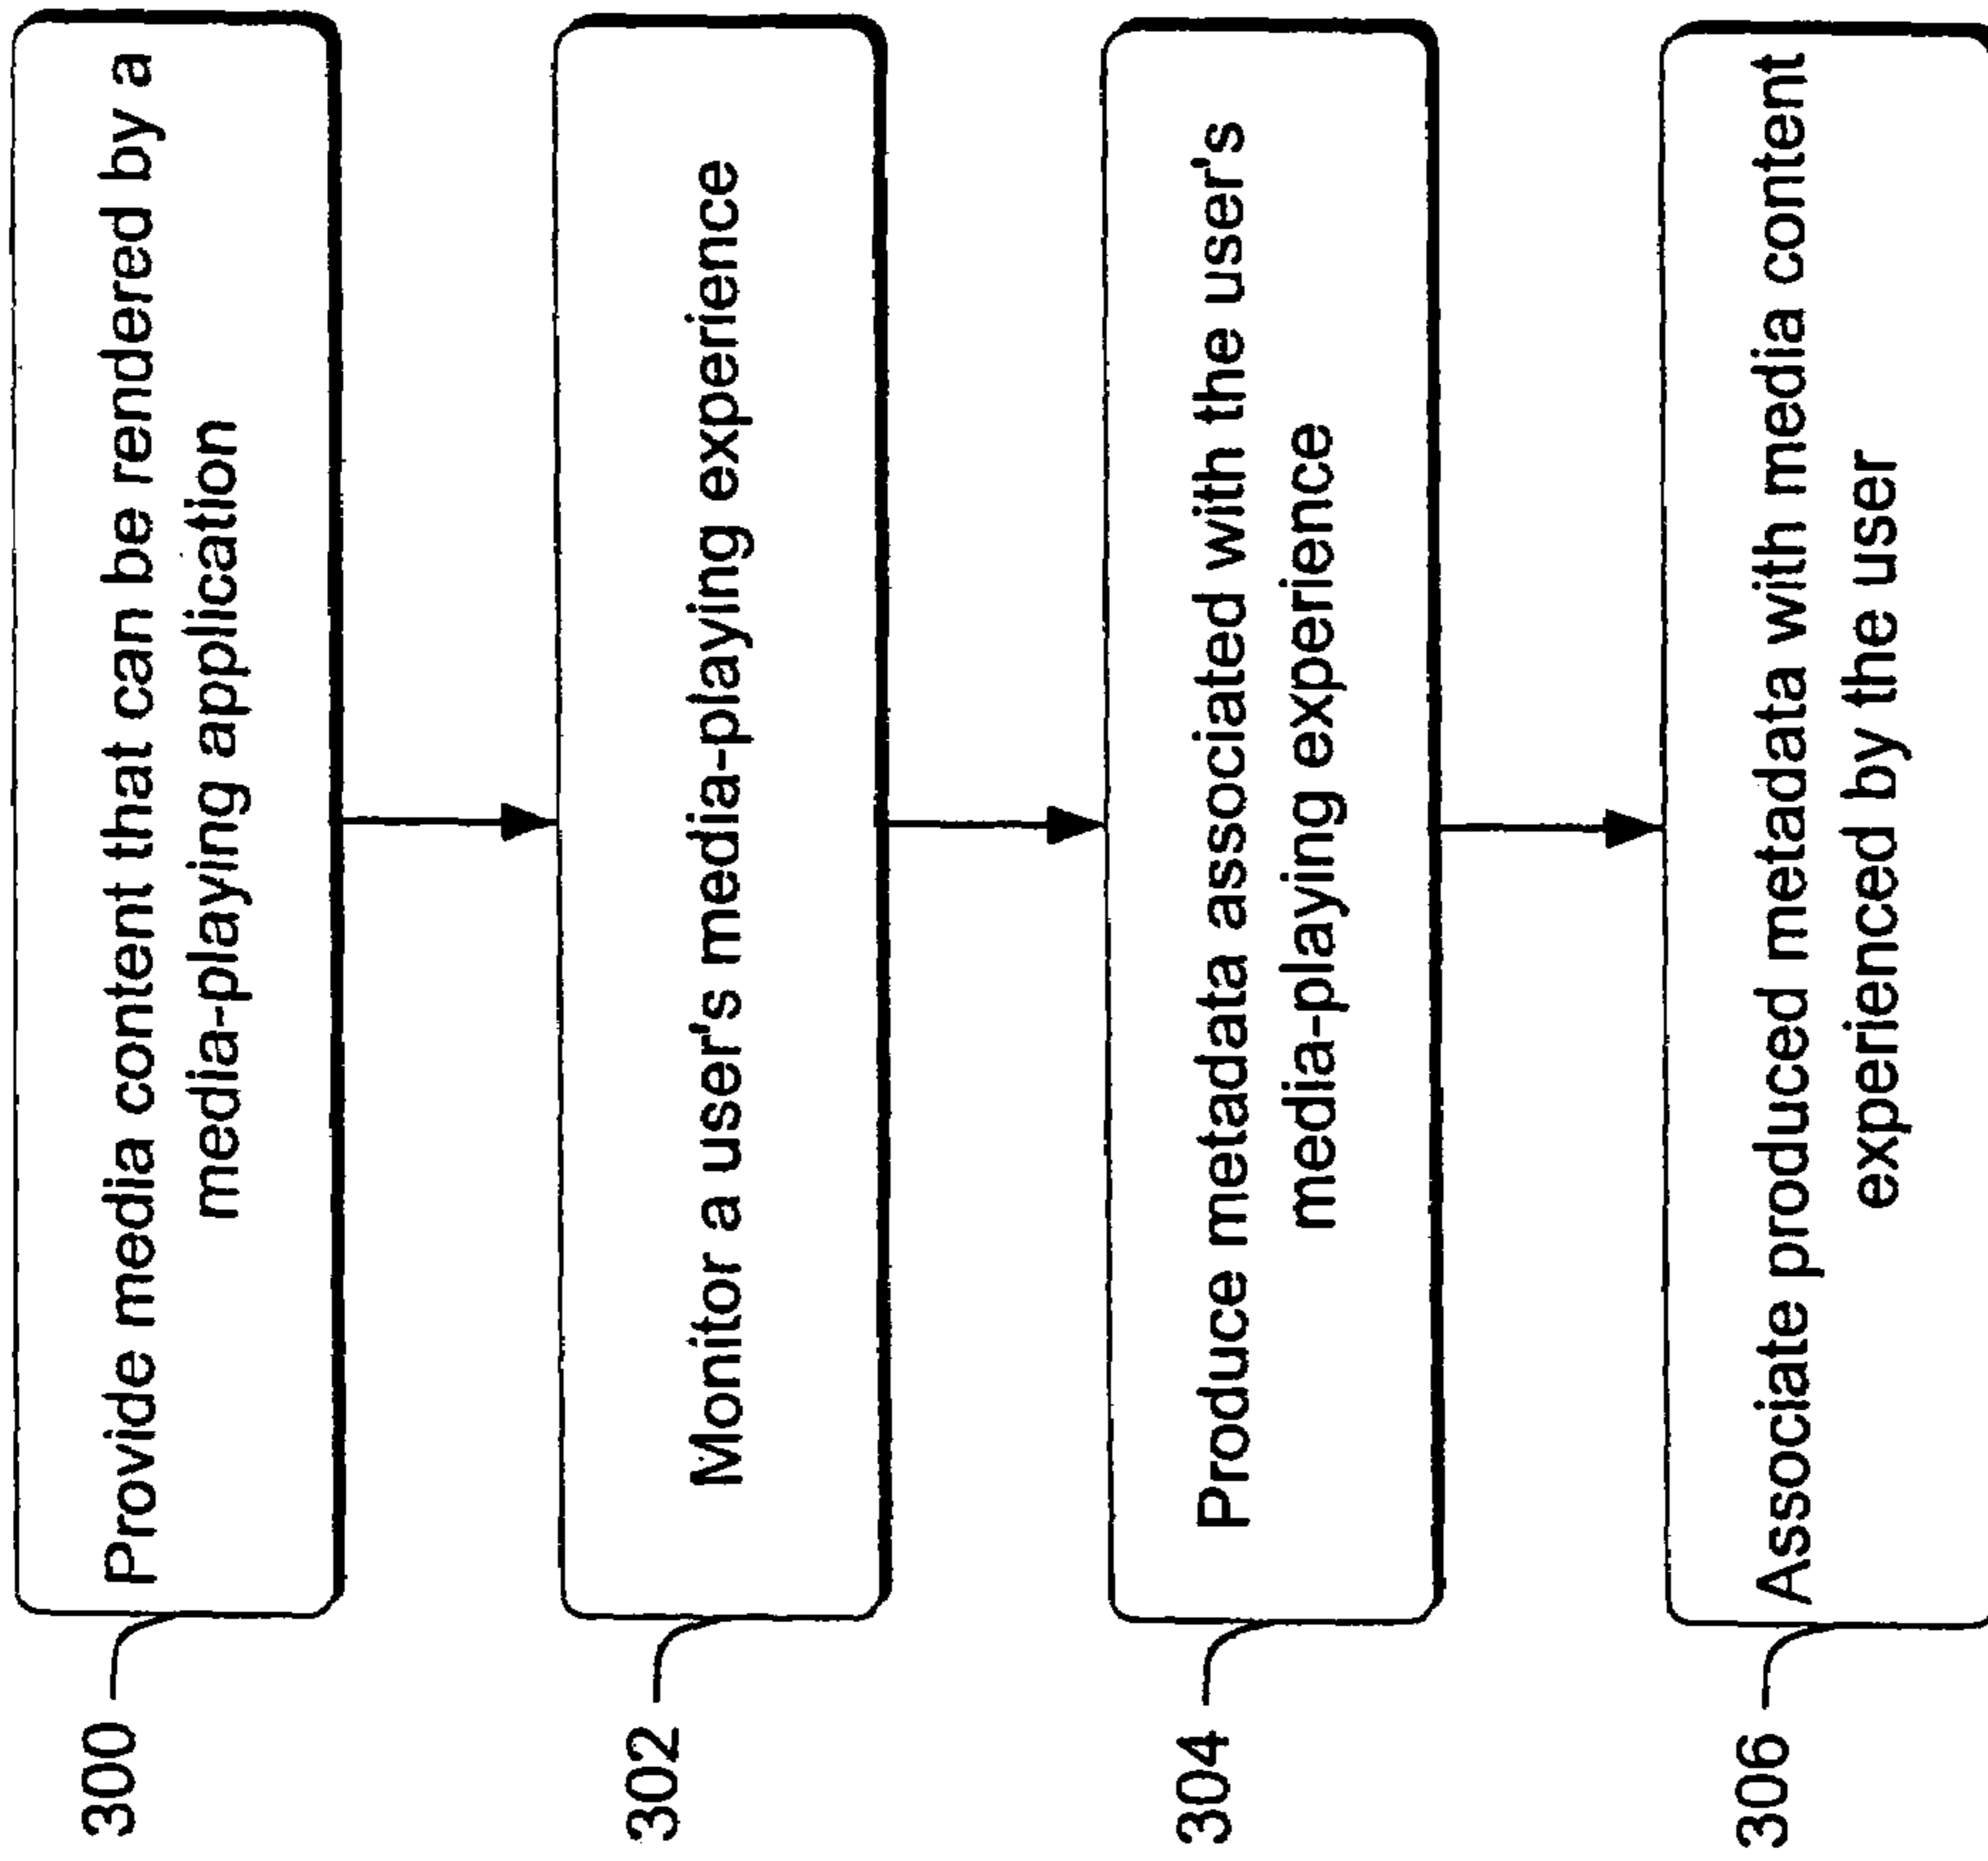 300
Provide media content that can be rendered by a
media-playing application
302
Monitor a user's media-playing experience
304
Produce metadata associated with the user's
media-playing experience
306
Associate produced metadata with media content
experienced by the user